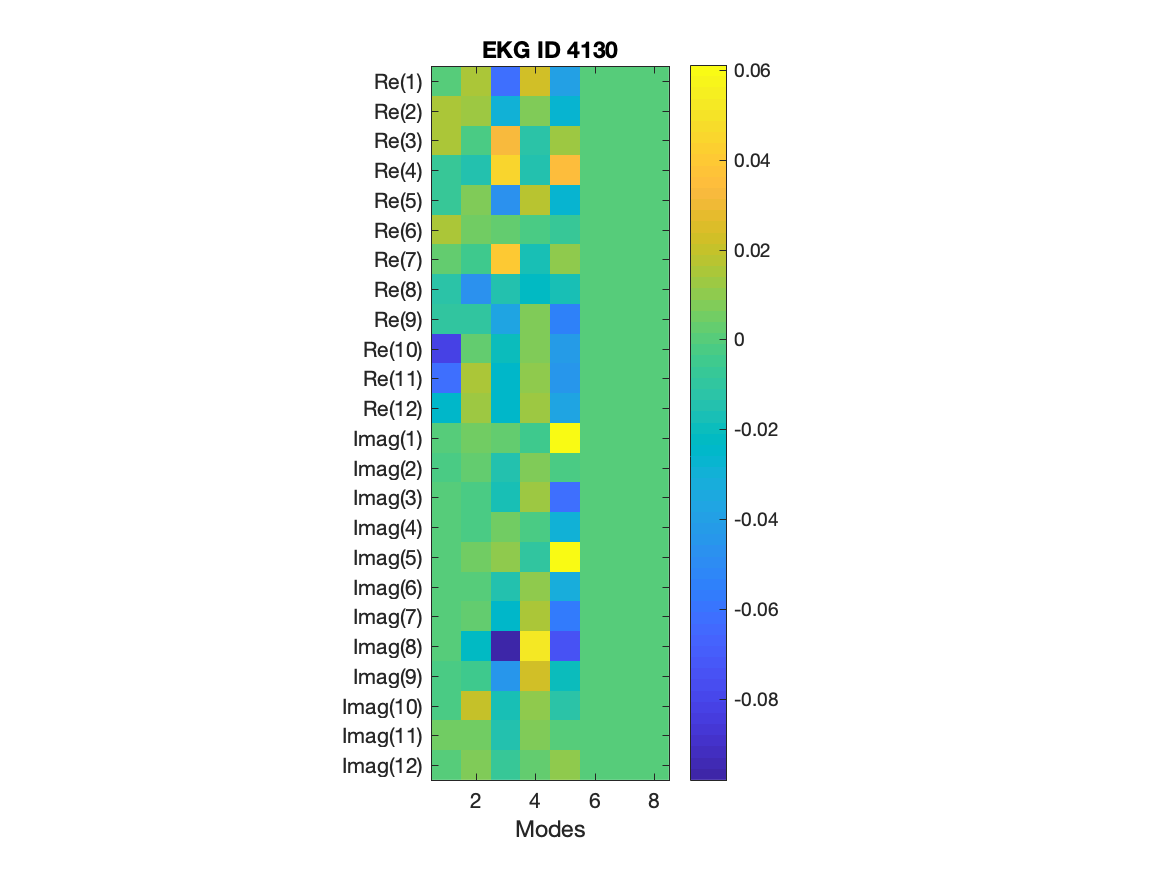 EKG ID 4130
Re(1)
Re(2)
Re(3)
Re(4)
Re(5)
Re(6)
Re(7)
Re(8)
Re(9)
Re(10)
Re(11)
Re(12)
Imag(1)
Imag(2)
Imag(3)
Imag(4)
Imag(5)
Imag(6)
Imag(7)
Imag(8)
Imag(9)
Imag(10)
Imag(11)
Imag(12)
2 4 6 8
Modes
0.06
0.04
0.02
0
-0.02
-0.04
-0.06
-0.08